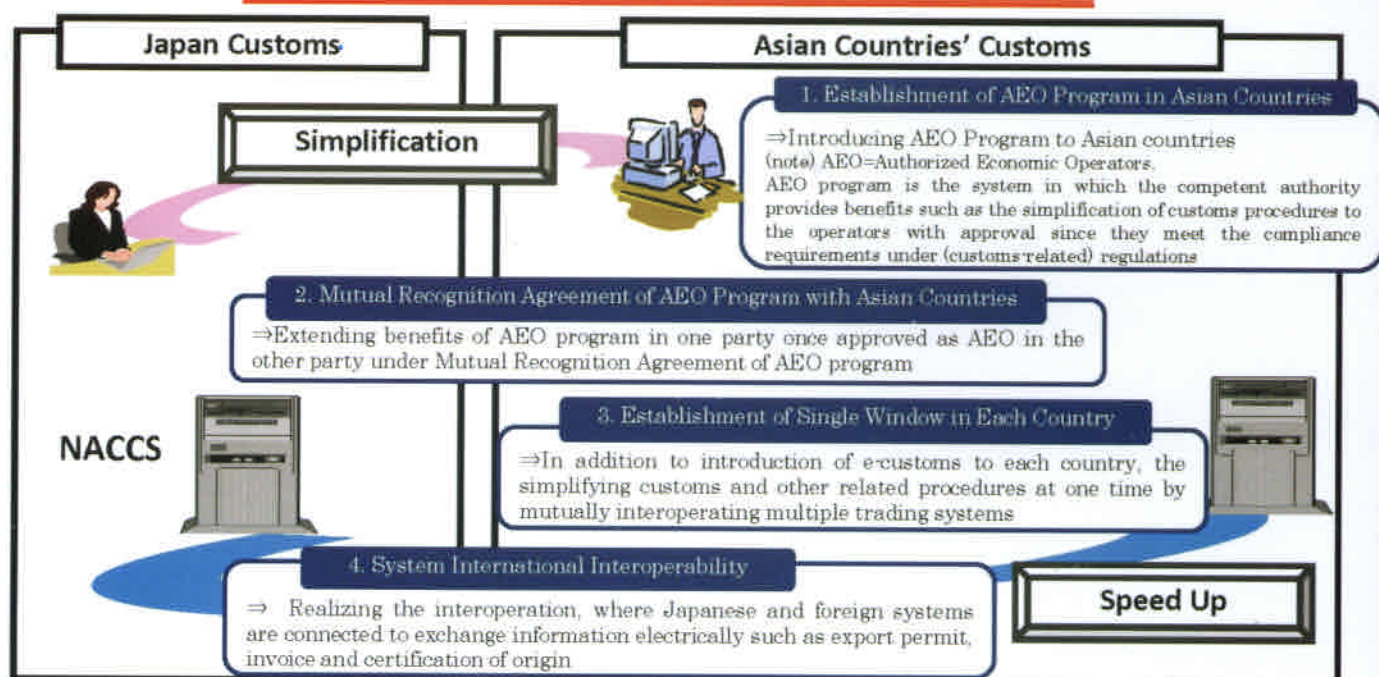 Japan Customs
Asian Countries' Customs
Simplification
1. Establishment of AEO Program in Asian Countries
⇒Introducing AEO Program to Asian countries
(note) AEO=Authorized Economic Operators.
AEO program is the system in which the competent authority
provides benefits such as the simplification of customs procedures to
the operators with approval since they meet the compliance
requirements under (customs-related) regulations
2. Mutual Recognition Agreement of AEO Program with Asian Countries
⇒Extending benefits of AEO program in one party once approved as AEO in the
other party under Mutual Recognition Agreement of AEO program
NACCS
3. Establishment of Single Window in Each Country
⇒In addition to introduction of e-customs to each country, the
simplifying customs and other related procedures at one time by
mutually interoperating multiple trading systems
4. System International Interoperability
⇒ Realizing the interoperation, where Japanese and foreign systems
are connected to exchange information electrically such as export permit,
invoice and certification of origin
Speed Up